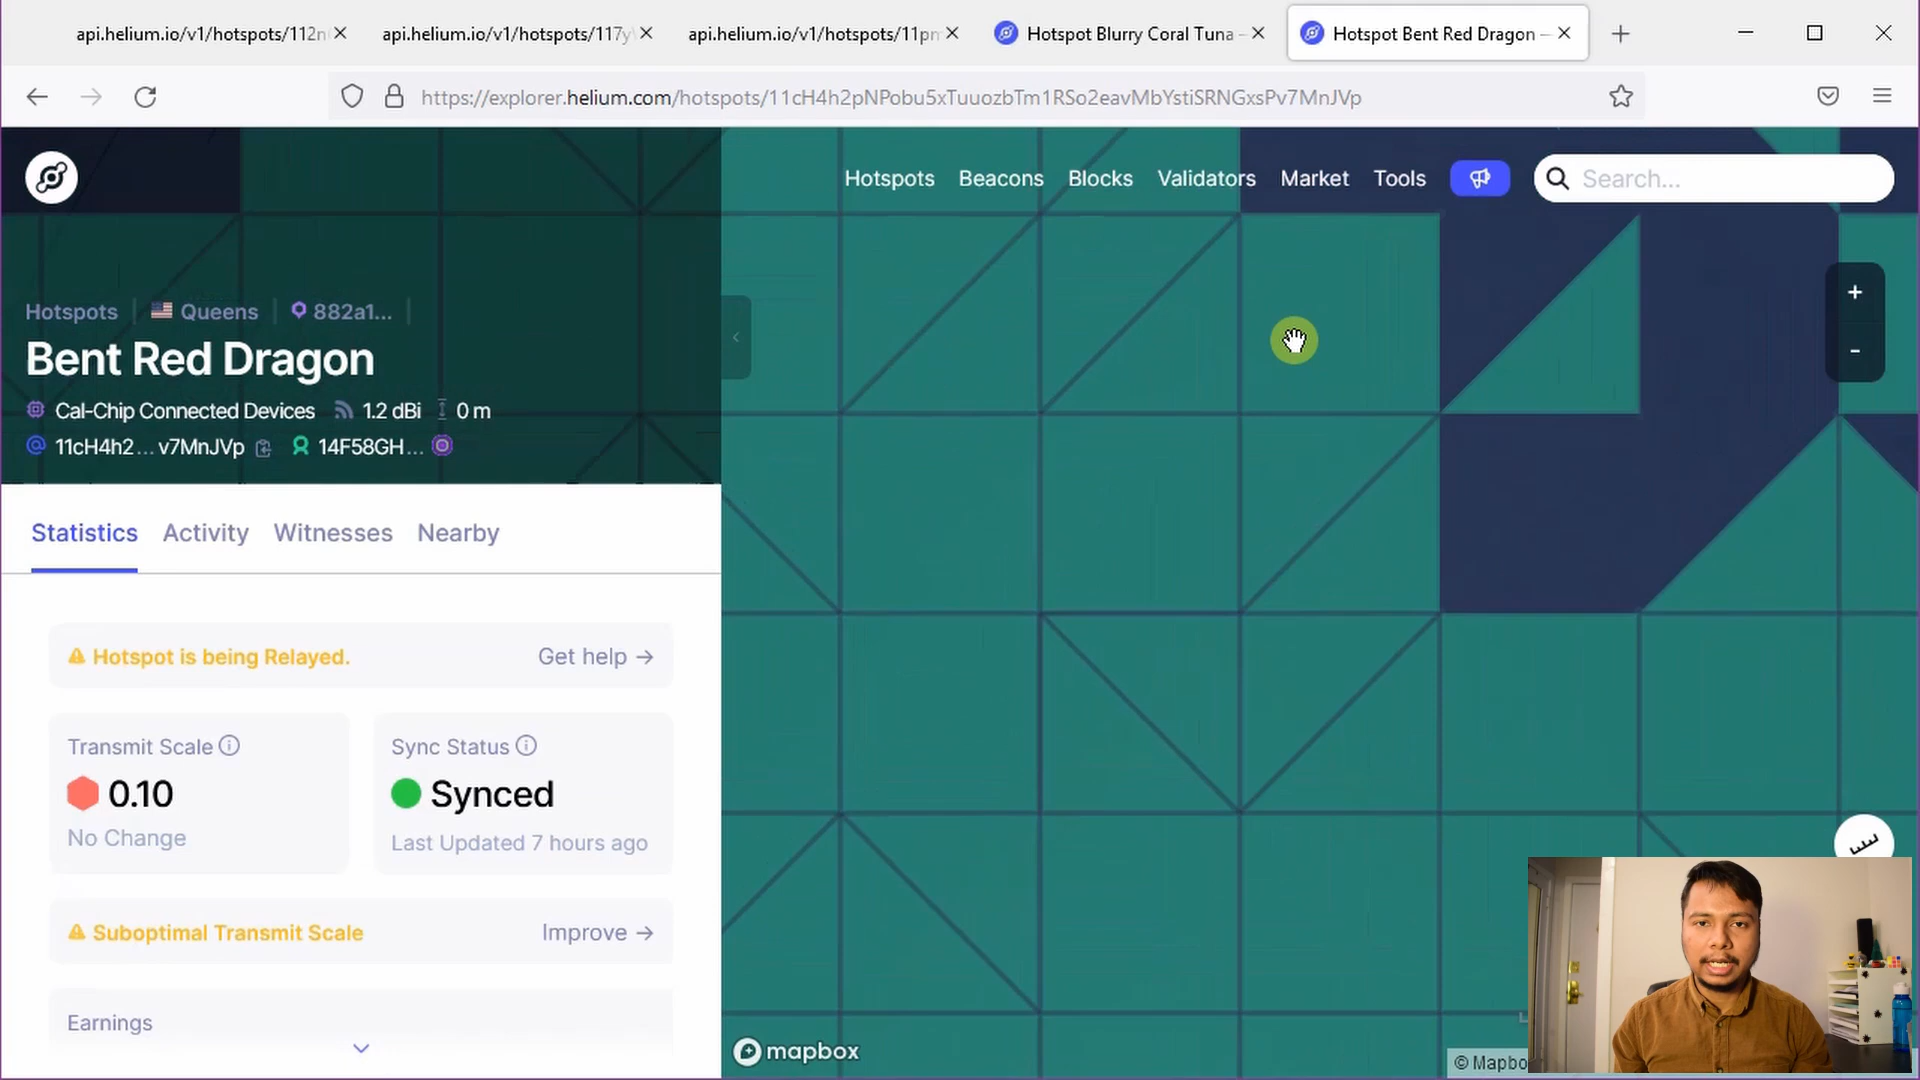 api.helium.io/v1/hotspots/112n
api.helium.io/v1/hotspots/117y
api.helium.io/v1/hotspots/11pm
Hotspot Blurry Coral Tuna –
Hotspot Bent Red Dragon –
https://explorer.helium.com/hotspots/11cH4h2pNPobu5xTuuozbTm1RSo2eavMbYstiSRNGxsPv7MnJVp
Hotspots Beacons Blocks Validators Market Tools
Search...
Hotspots | Queens | 882a1... |
Bent Red Dragon
Cal-Chip Connected Devices 1.2 dBi 0 m
11cH4h2 ... v7MnJVp 14F58GH...
Statistics Activity Witnesses Nearby
Hotspot is being Relayed. Get help →
Transmit Scale
0.10
No Change
Sync Status
Synced
Last Updated 7 hours ago
Suboptimal Transmit Scale Improve →
Earnings
mapbox
© Mapbo